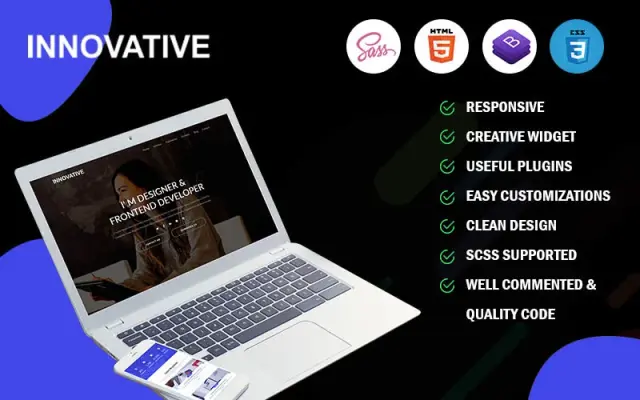 INNOVATIVE
Sass
HTML
5
B
CSS
3
RESPONSIVE
CREATIVE WIDGET
USEFUL PLUGINS
EASY CUSTOMIZATIONS
CLEAN DESIGN
SCSS SUPPORTED
WELL COMMENTED &
QUALITY CODE
INNOVATIVE
I'M DESIGNER &
FRONTEND DEVELOPER